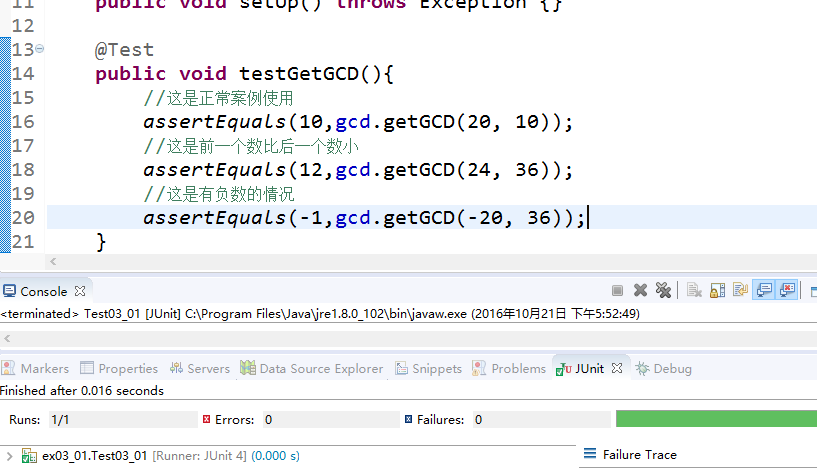 11 public void setUp() throws Exception {}
12
13 @Test
14 public void testGetGCD(){
15 //这是正常案例使用
16 assertEquals(10,gcd.getGCD(20, 10));
17 //这是前一个数比后一个数小
18 assertEquals(12,gcd.getGCD(24, 36));
19 //这是有负数的情况
20 assertEquals(-1,gcd.getGCD(-20, 36));
21 }
Console
<terminated> Test03_01 [JUnit] C:\Program Files\Java\jre1.8.0_102\bin\javaw.exe (2016年10月21日 下午5:52:49)
Markers Properties Servers Data Source Explorer Snippets Problems JUnit Debug
Finished after 0.016 seconds
Runs: 1/1 Errors: 0 Failures: 0
ex03_01.Test03_01 [Runner: JUnit 4] (0.000 s) Failure Trace